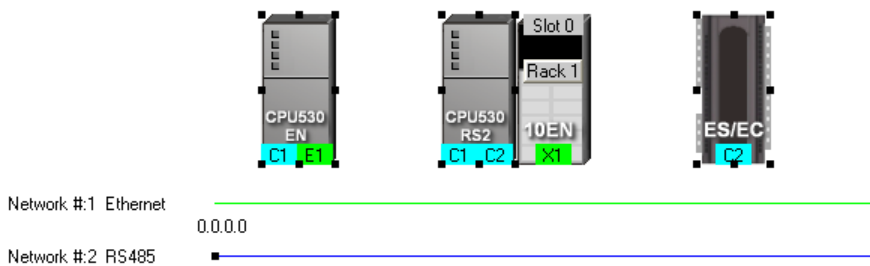 Slot 0
Rack 1
CPU530
EN
C1 E1
CPU530
RS2
C1 C2
10EN
X1
ES/EC
C2
Network #:1 Ethernet
0.0.0.0
Network #:2 RS485